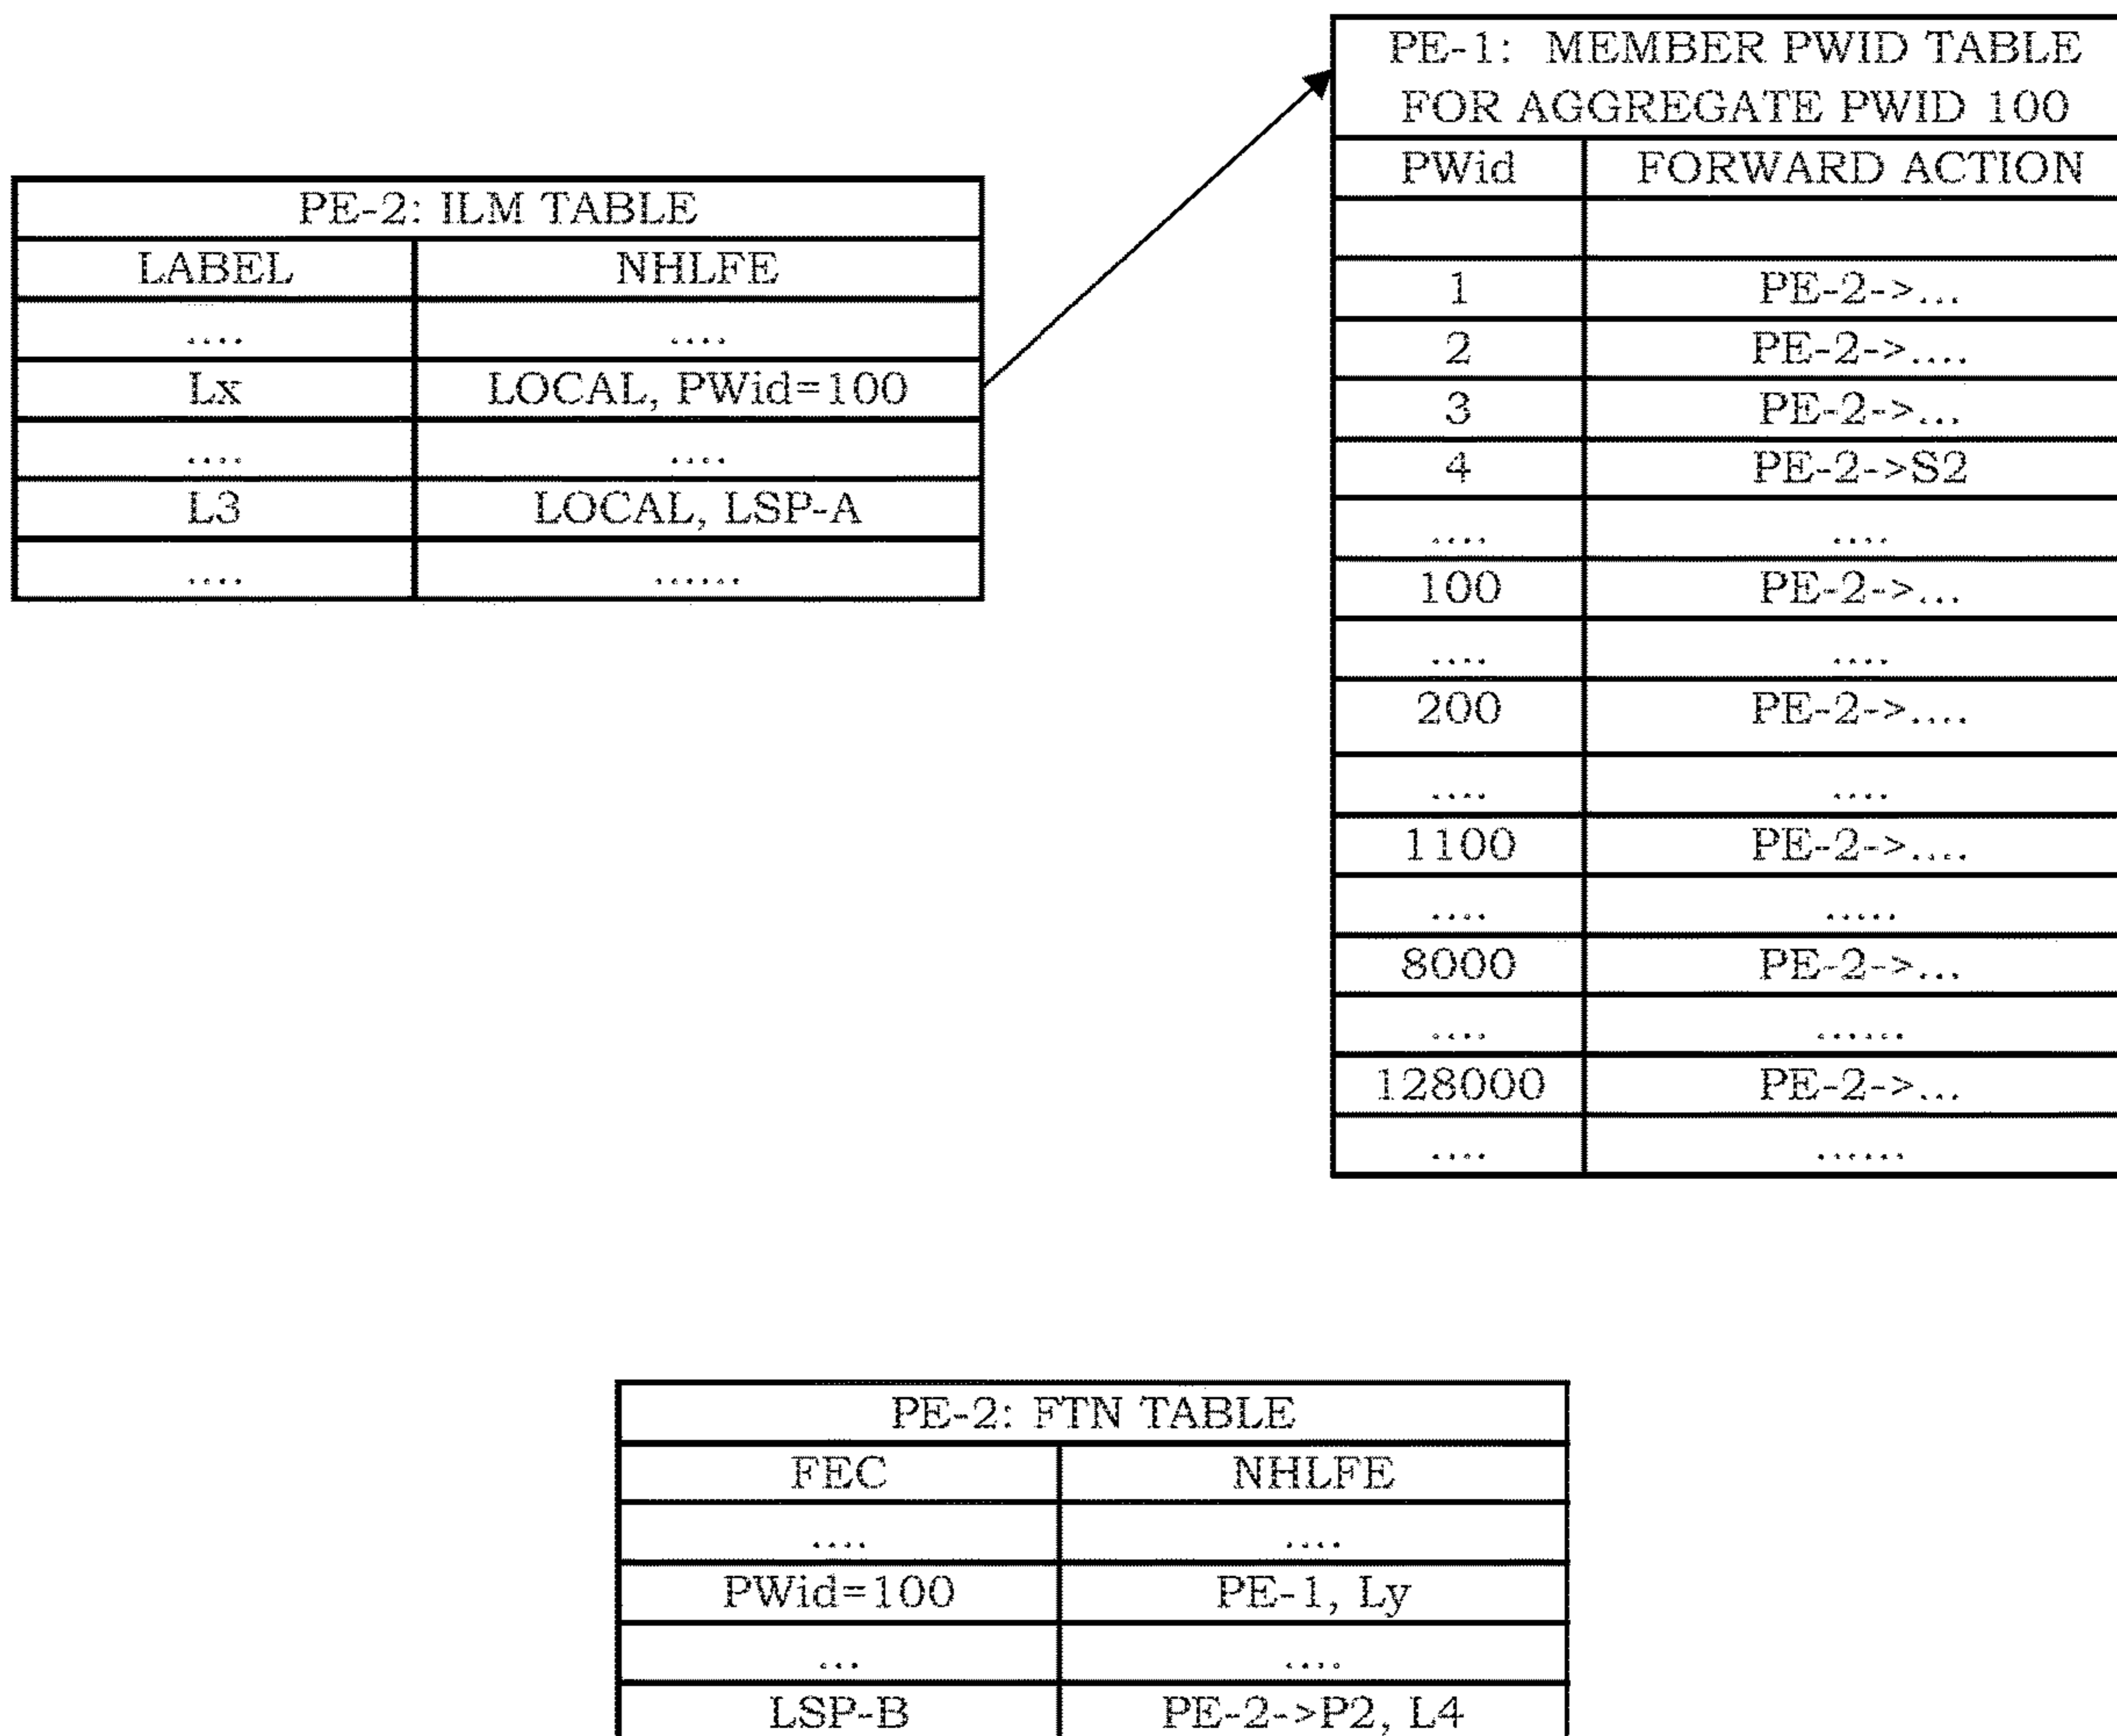 PE-1: MEMBER PWID TABLE
FOR AGGREGATE PWID 100
PWid FORWARD ACTION
1 PE-2->...
2 PE-2->....
3 PE-2->...
4 PE-2->S2
.... ....
100 PE-2->...
.... ....
200 PE-2->....
.... ....
1100 PE-2->....
.... .....
8000 PE-2->...
.... ......
128000 PE-2->...
.... ......
PE-2: ILM TABLE
LABEL NHLFE
.... ....
Lx LOCAL, PWid=100
.... ....
L3 LOCAL, LSP-A
.... ......
PE-2: FTN TABLE
FEC NHLFE
.... ....
PWid=100 PE-1, Ly
... ....
LSP-B PE-2->P2, L4